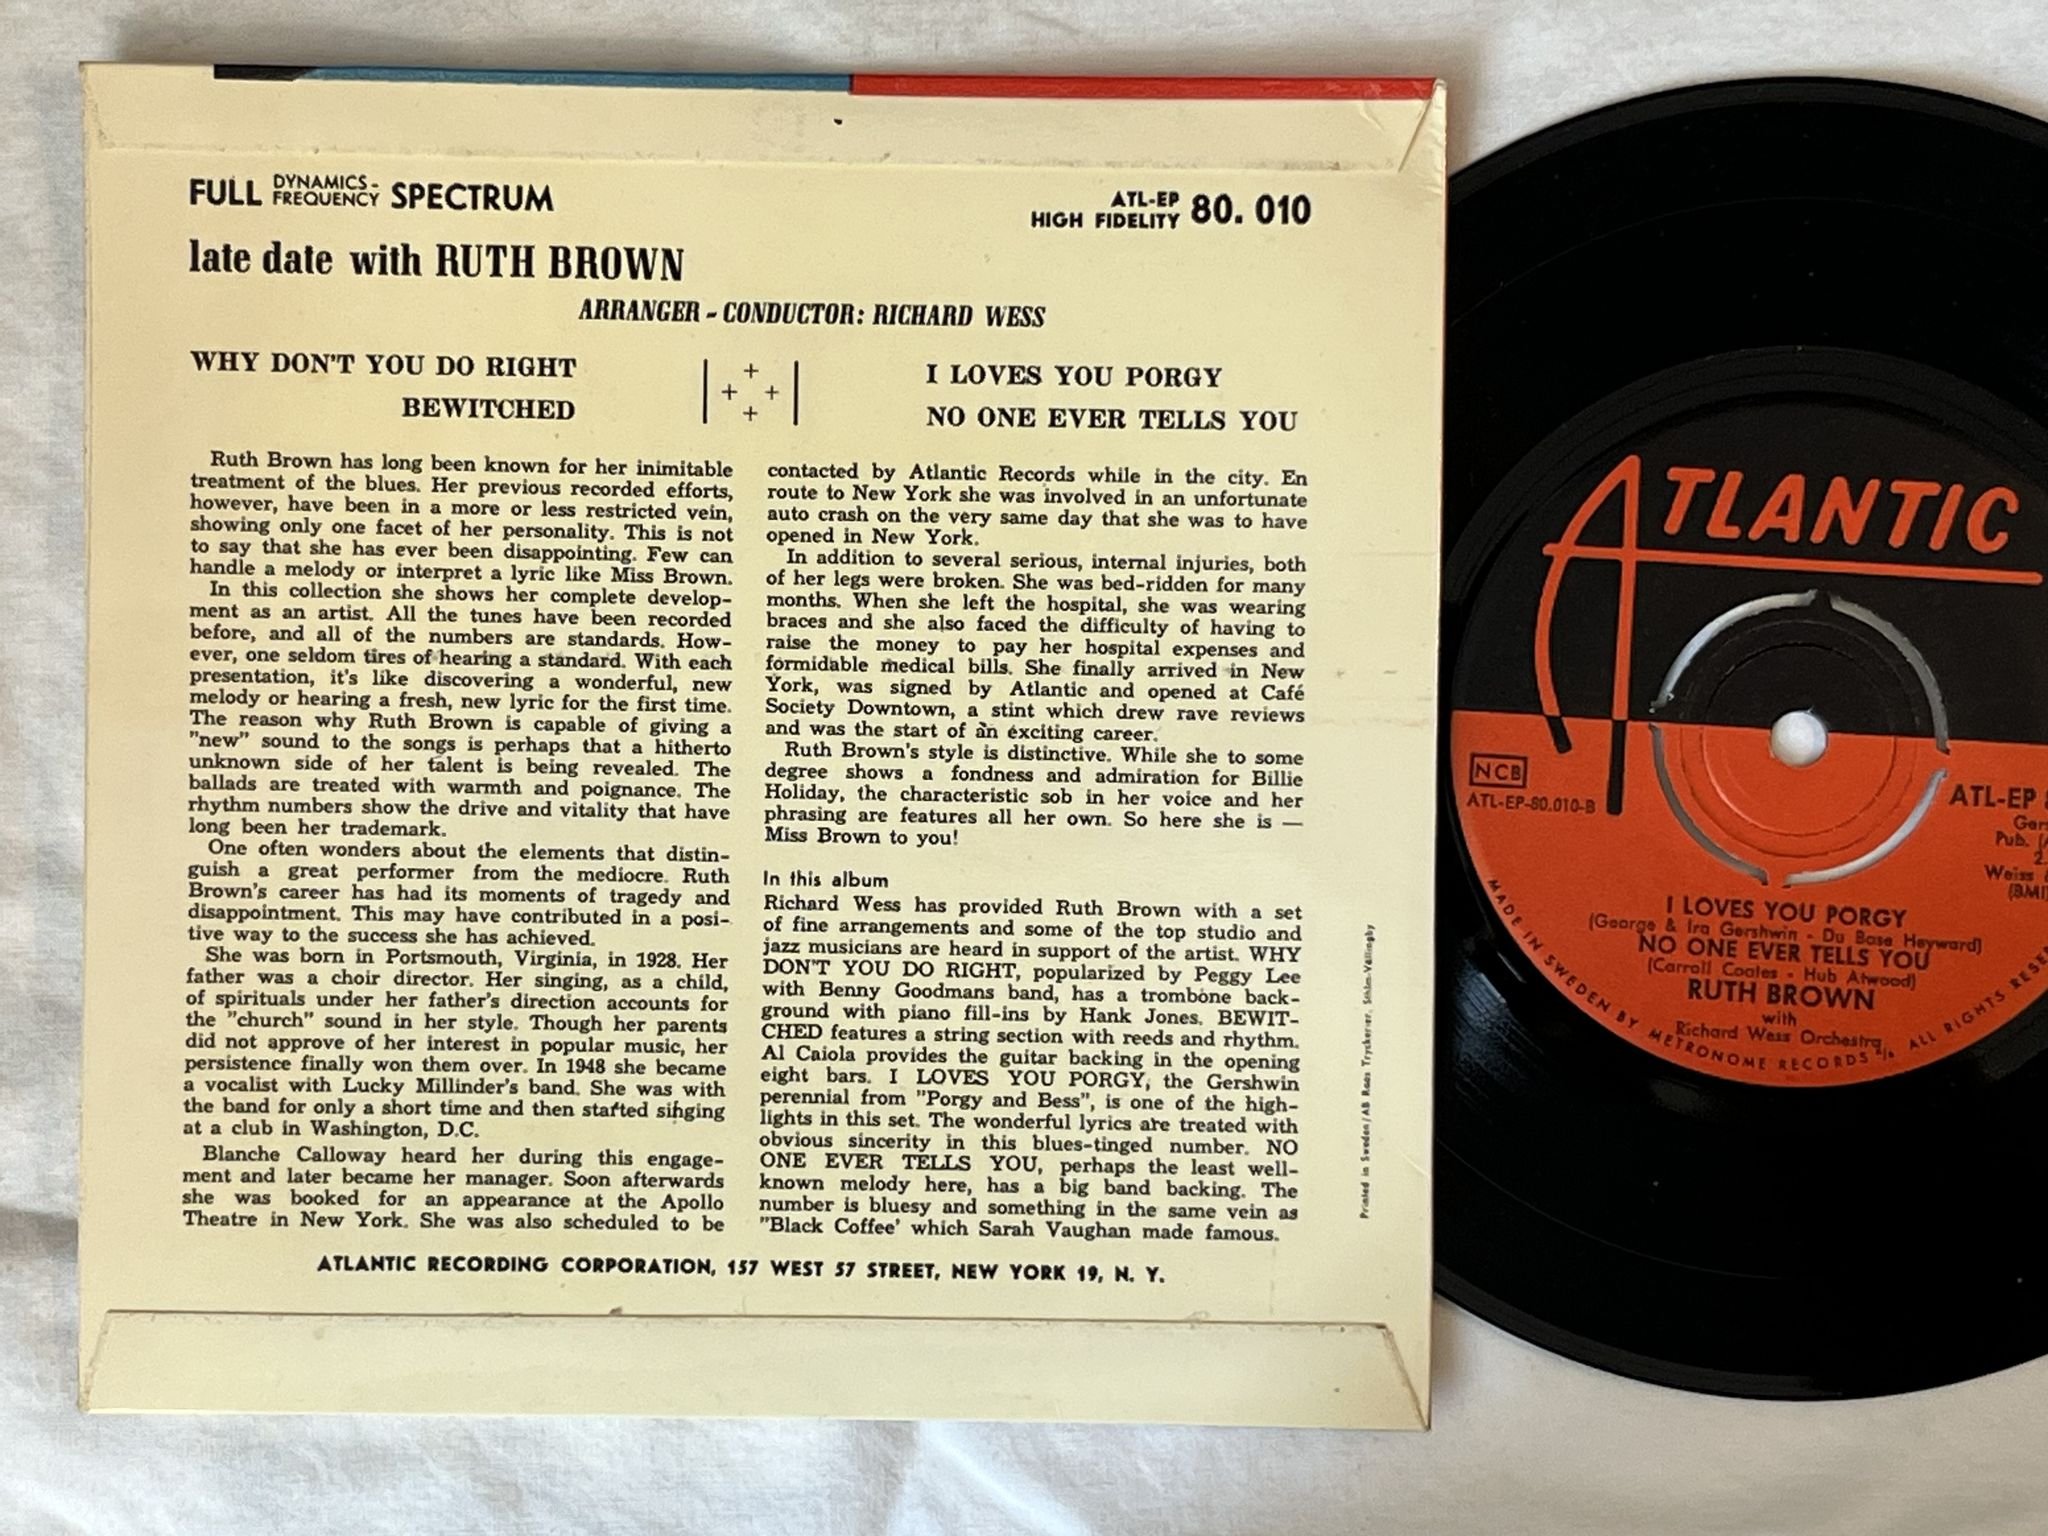 FULL DYNAMICS- FREQUENCY SPECTRUM
ATL-EP HIGH FIDELITY 80. 010
late date with RUTH BROWN
ARRANGER - CONDUCTOR: RICHARD WESS
WHY DON'T YOU DO RIGHT
BEWITCHED
I LOVES YOU PORGY
NO ONE EVER TELLS YOU
Ruth Brown has long been known for her inimitable
treatment of the blues. Her previous recorded efforts,
however, have been in a more or less restricted vein,
showing only one facet of her personality. This is not
to say that she has ever been disappointing. Few can
handle a melody or interpret a lyric like Miss Brown.
In this collection she shows her complete develop-
ment as an artist. All the tunes have been recorded
before, and all of the numbers are standards. How-
ever, one seldom tires of hearing a standard. With each
presentation, it's like discovering a wonderful, new
melody or hearing a fresh, new lyric for the first time.
The reason why Ruth Brown is capable of giving a
"new" sound to the songs is perhaps that a hitherto
unknown side of her talent is being revealed. The
ballads are treated with warmth and poignance. The
rhythm numbers show the drive and vitality that have
long been her trademark.
One often wonders about the elements that distin-
guish a great performer from the mediocre. Ruth
Brown's career has had its moments of tragedy and
disappointment. This may have contributed in a posi-
tive way to the success she has achieved.
She was born in Portsmouth, Virginia, in 1928. Her
father was a choir director. Her singing, as a child,
of spirituals under her father's direction accounts for
the "church" sound in her style. Though her parents
did not approve of her interest in popular music, her
persistence finally won them over. In 1948 she became
a vocalist with Lucky Millinder's band. She was with
the band for only a short time and then started singing
at a club in Washington, D.C.
Blanche Calloway heard her during this engage-
ment and later became her manager. Soon afterwards
she was booked for an appearance at the Apollo
Theatre in New York. She was also scheduled to be
contacted by Atlantic Records while in the city. En
route to New York she was involved in an unfortunate
auto crash on the very same day that she was to have
opened in New York.
In addition to several serious, internal injuries, both
of her legs were broken. She was bed-ridden for many
months. When she left the hospital, she was wearing
braces and she also faced the difficulty of having to
raise the money to pay her hospital expenses and
formidable medical bills. She finally arrived in New
York, was signed by Atlantic and opened at Café
Society Downtown, a stint which drew rave reviews
and was the start of an exciting career.
Ruth Brown's style is distinctive. While she to some
degree shows a fondness and admiration for Billie
Holiday, the characteristic sob in her voice and her
phrasing are features all her own. So here she is —
Miss Brown to you!
In this album
Richard Wess has provided Ruth Brown with a set
of fine arrangements and some of the top studio and
jazz musicians are heard in support of the artist. WHY
DON'T YOU DO RIGHT, popularized by Peggy Lee
with Benny Goodmans band, has a trombone back-
ground with piano fill-ins by Hank Jones. BEWIT-
CHED features a string section with reeds and rhythm.
Al Caiola provides the guitar backing in the opening
eight bars. I LOVES YOU PORGY, the Gershwin
perennial from "Porgy and Bess", is one of the high-
lights in this set. The wonderful lyrics are treated with
obvious sincerity in this blues-tinged number. NO
ONE EVER TELLS YOU, perhaps the least well-
known melody here, has a big band backing. The
number is bluesy and something in the same vein as
"Black Coffee' which Sarah Vaughan made famous.
ATLANTIC RECORDING CORPORATION, 157 WEST 57 STREET, NEW YORK 19, N. Y.
Printed in Sweden/AB Roos Tryckerier, Sthlm-Vällingby
ATLANTIC
NCB
ATL-EP-80.010-B
ATL-EP
Pub.
2.
Weiss
(BMI)
I LOVES YOU PORGY
(George & Ira Gershwin - Du Bose Heyward)
NO ONE EVER TELLS YOU
(Carroll Coates - Hub Atwood)
RUTH BROWN
with
Richard Wess Orchestra
MADE IN SWEDEN BY METRONOME RECORDS A/B ALL RIGHTS